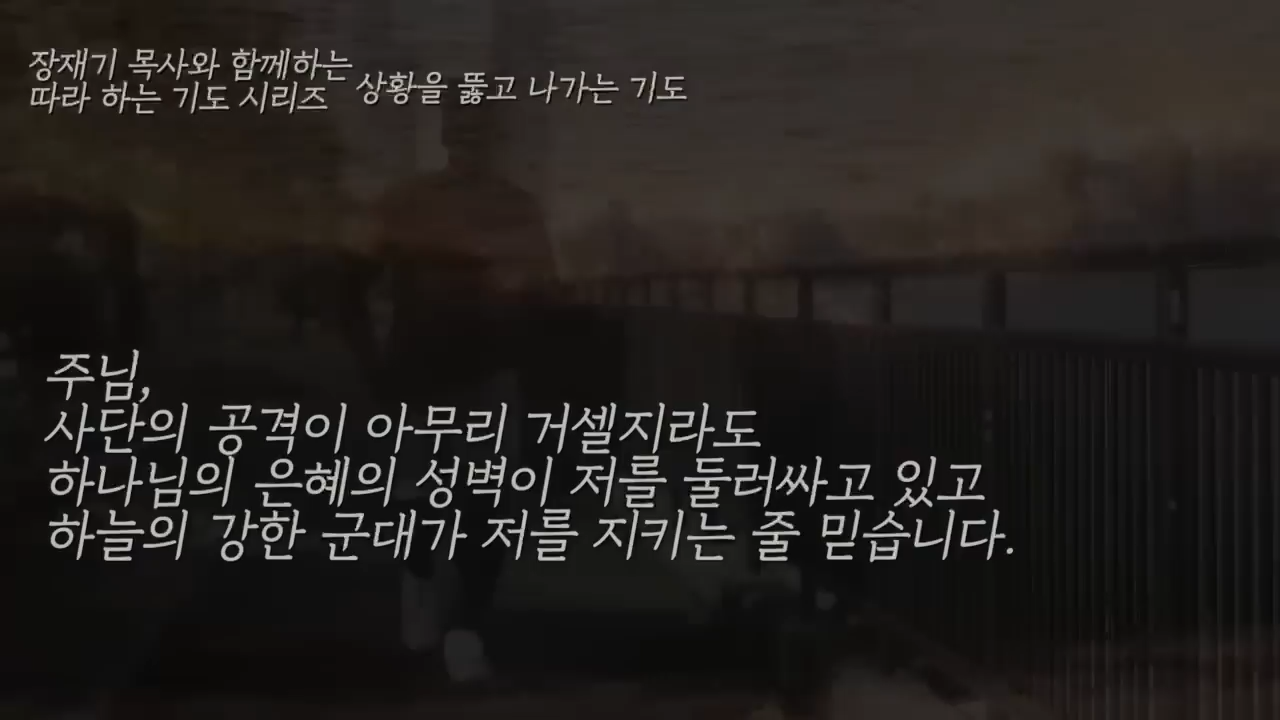 장재기 목사와 함께하는
따라 하는 기도 시리즈
상황을 뚫고 나가는 기도
주님,
사단의 공격이 아무리 거셀지라도
하나님의 은혜의 성벽이 저를 둘러싸고 있고
하늘의 강한 군대가 저를 지키는 줄 믿습니다.